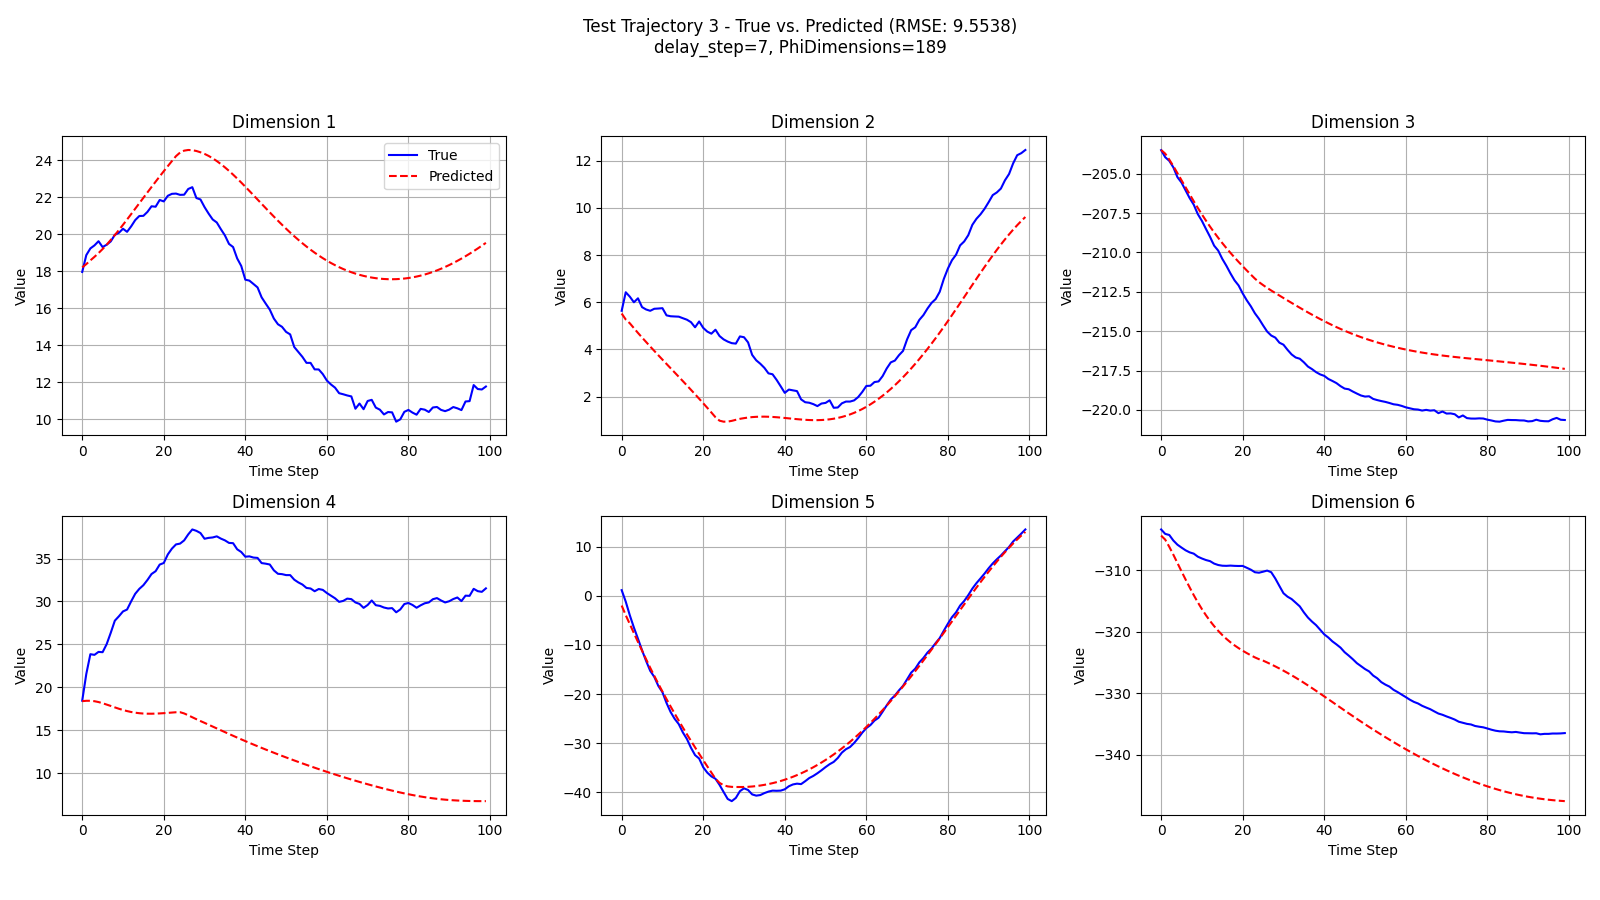 Test Trajectory 3 - True vs. Predicted (RMSE: 9.5538)
delay_step=7, PhiDimensions=189
Dimension 1
Value
24
22
20
18
16
14
12
10
True
Predicted
0 20 40 60 80 100
Time Step
Dimension 2
Value
12
10
8
6
4
2
0 20 40 60 80 100
Time Step
Dimension 3
Value
−205.0
−207.5
−210.0
−212.5
−215.0
−217.5
−220.0
0 20 40 60 80 100
Time Step
Dimension 4
Value
35
30
25
20
15
10
0 20 40 60 80 100
Time Step
Dimension 5
Value
10
0
−10
−20
−30
−40
0 20 40 60 80 100
Time Step
Dimension 6
Value
−310
−320
−330
−340
0 20 40 60 80 100
Time Step